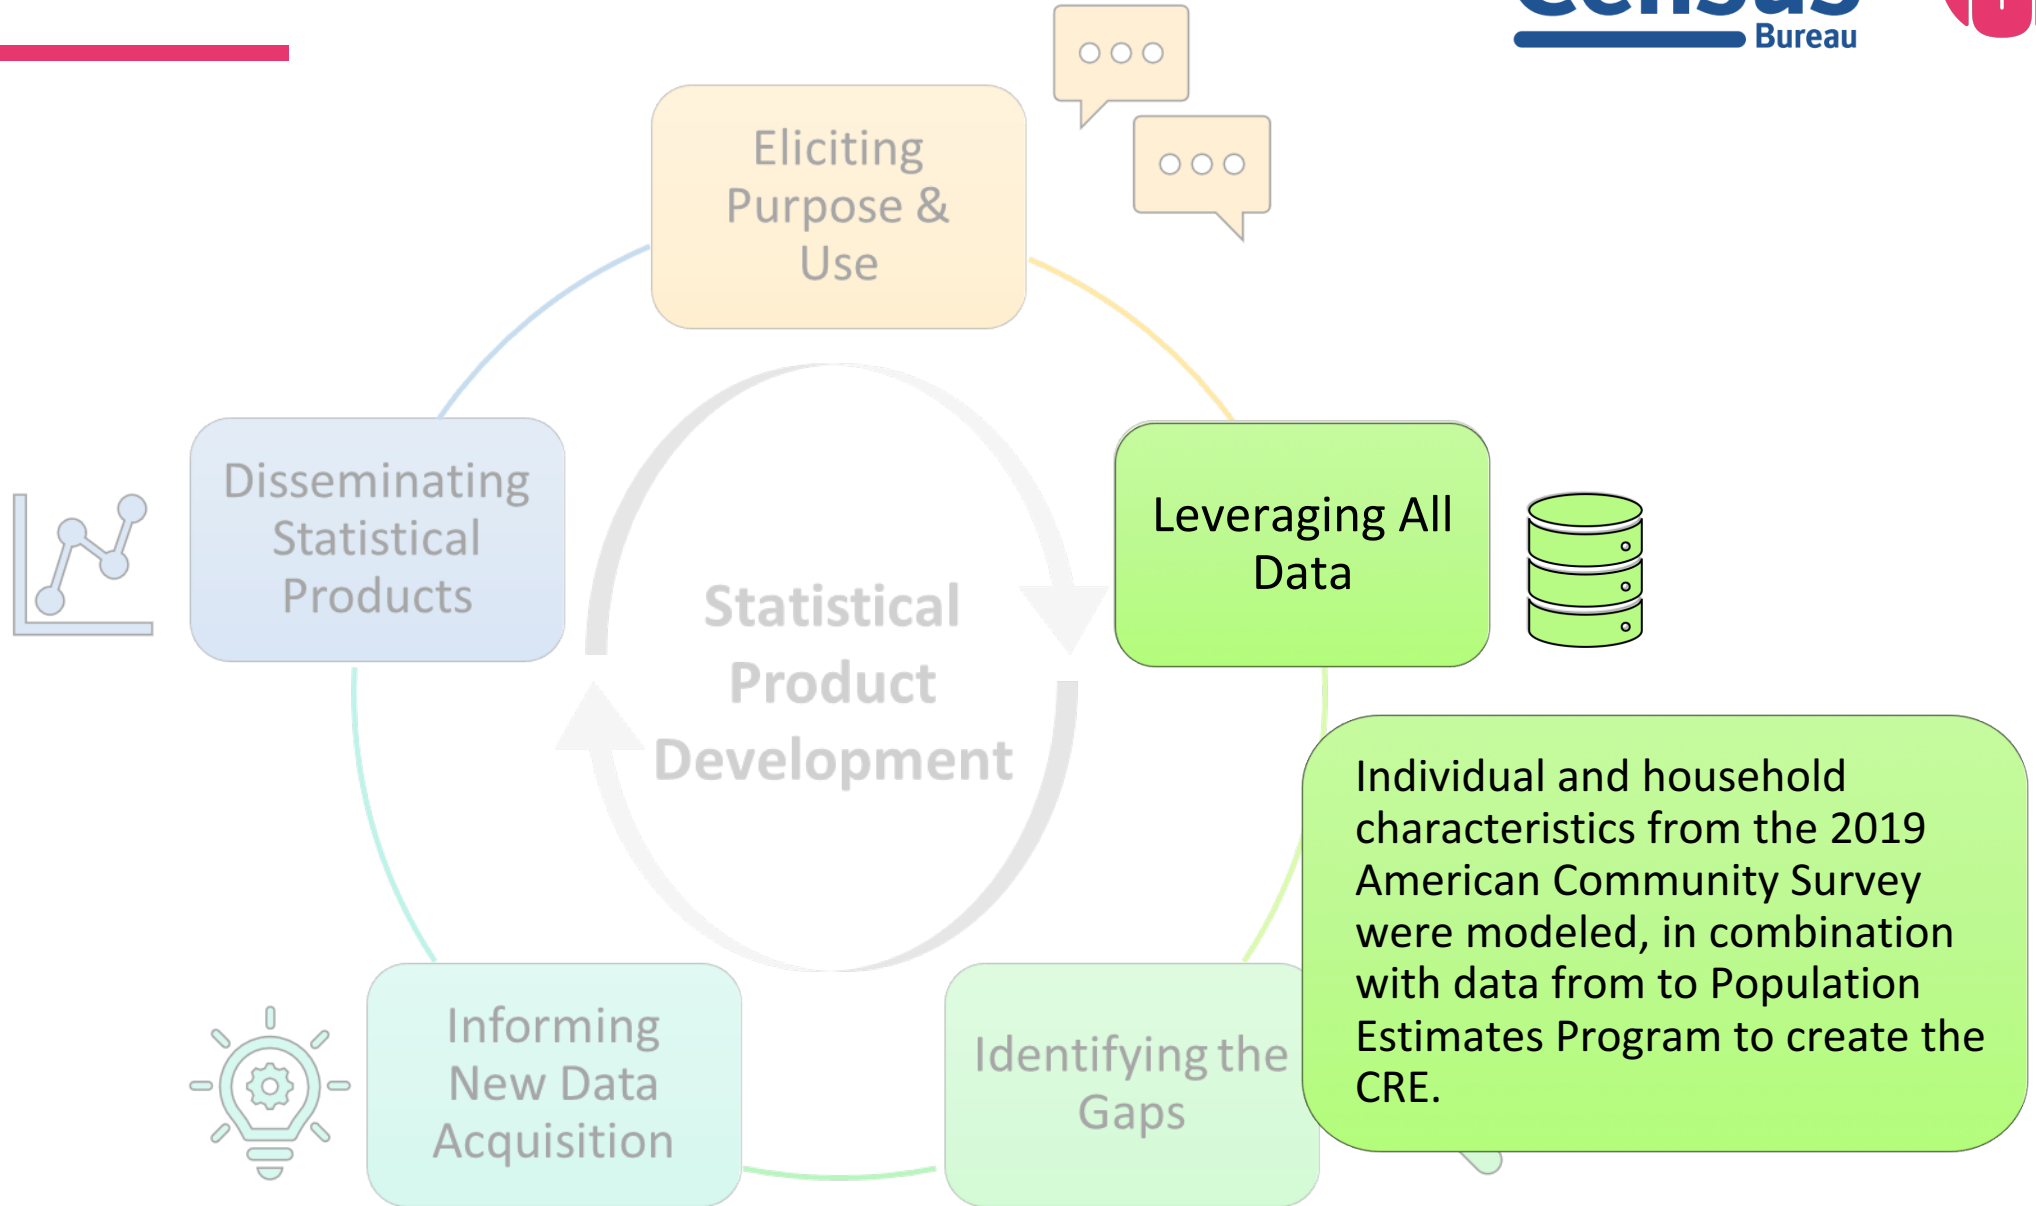 Census
Bureau
Eliciting
Purpose &
Use
Leveraging All
Data
Disseminating
Statistical
Products
Statistical
Product
Development
Individual and household
characteristics from the 2019
American Community Survey
were modeled, in combination
with data from to Population
Estimates Program to create the
CRE.
Identifying the
Gaps
Informing
New Data
Acquisition